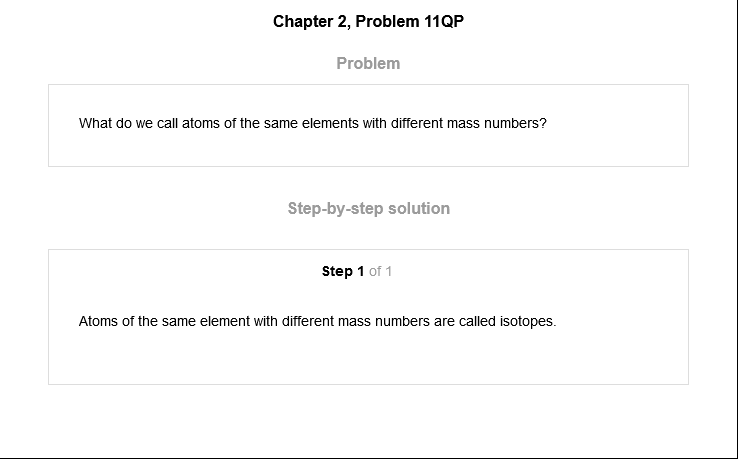 Chapter 2, Problem 11QP
Problem
What do we call atoms of the same elements with different mass numbers?
Step-by-step solution
Step 1 of 1
Atoms of the same element with different mass numbers are called isotopes.